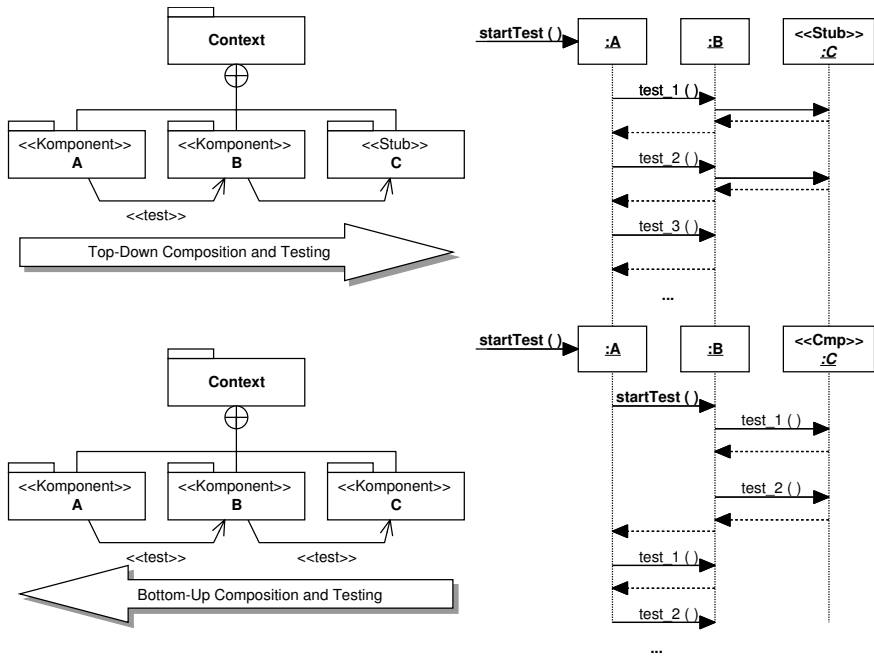 Context
<<Komponent>>
A
<<Komponent>>
B
<<Stub>>
C
<<test>>
Top-Down Composition and Testing
startTest ( )
:A
:B
<<Stub>>
:C
test_1 ( )
test_2 ( )
test_3 ( )
...
Context
<<Komponent>>
A
<<Komponent>>
B
<<Komponent>>
C
<<test>>
<<test>>
Bottom-Up Composition and Testing
startTest ( )
:A
:B
<<Cmp>>
:C
startTest ( )
test_1 ( )
test_2 ( )
test_1 ( )
test_2 ( )
...